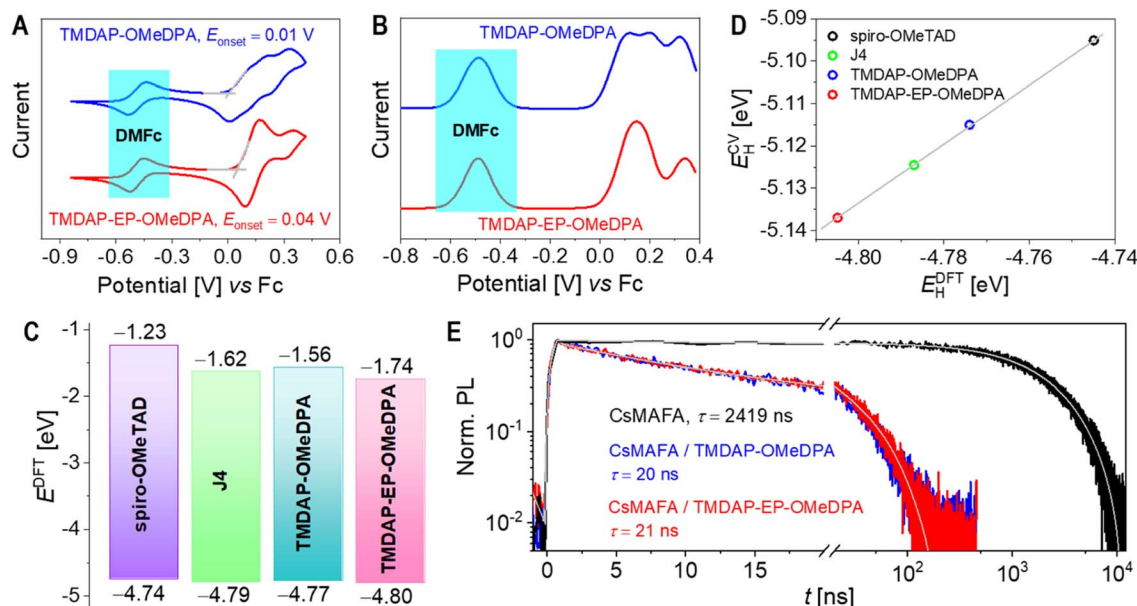 A
TMDAP-OMeDPA, E_onset = 0.01 V
DMFc
TMDAP-EP-OMeDPA, E_onset = 0.04 V
Current
-0.9 -0.6 -0.3 0.0 0.3 0.6
Potential [V] vs Fc
B
TMDAP-OMeDPA
DMFc
TMDAP-EP-OMeDPA
Current
-0.8 -0.4 0.0 0.4
Potential [V] vs Fc
D
-5.09
-5.10
-5.11
-5.12
-5.13
-5.14
E_H^CV [eV]
spiro-OMeTAD
J4
TMDAP-OMeDPA
TMDAP-EP-OMeDPA
-4.80 -4.78 -4.76 -4.74
E_H^DFT [eV]
C
-1
-2
-3
-4
-5
E^DFT [eV]
−1.23
−1.62
−1.56
−1.74
spiro-OMeTAD
J4
TMDAP-OMeDPA
TMDAP-EP-OMeDPA
−4.74
−4.79
−4.77
−4.80
E
10^0
10^-1
10^-2
Norm. PL
CsMAFA, τ = 2419 ns
CsMAFA / TMDAP-OMeDPA
τ = 20 ns
CsMAFA / TMDAP-EP-OMeDPA
τ = 21 ns
0 5 10 15 10^2 10^3 10^4
t [ns]